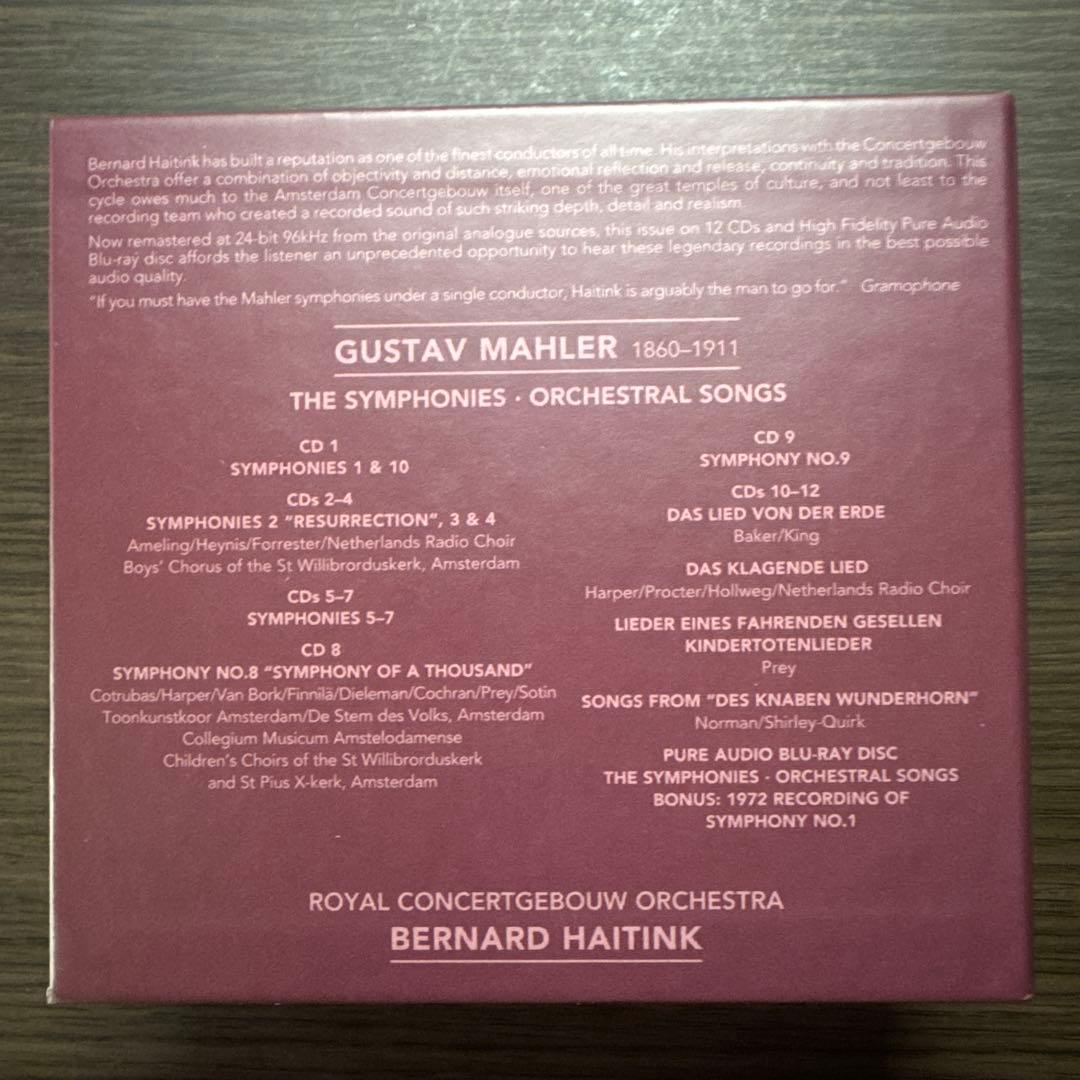 Bernard Haitink has built a reputation as one of the finest conductors of all time. His interpretations with the Concertgebouw
Orchestra offer a combination of objectivity and distance, emotional reflection and release, continuity and tradition. This
cycle owes much to the Amsterdam Concertgebouw itself, one of the great temples of culture, and not least to the
recording team who created a recorded sound of such striking depth, detail and realism.
Now remastered at 24-bit 96kHz from the original analogue sources, this issue on 12 CDs and High Fidelity Pure Audio
Blu-ray disc affords the listener an unprecedented opportunity to hear these legendary recordings in the best possible
audio quality.
"If you must have the Mahler symphonies under a single conductor, Haitink is arguably the man to go for." Gramophone
GUSTAV MAHLER 1860–1911
THE SYMPHONIES · ORCHESTRAL SONGS
CD 1
SYMPHONIES 1 & 10
CDs 2–4
SYMPHONIES 2 "RESURRECTION", 3 & 4
Ameling/Heynis/Forrester/Netherlands Radio Choir
Boys' Chorus of the St Willibrorduskerk, Amsterdam
CDs 5–7
SYMPHONIES 5–7
CD 8
SYMPHONY NO.8 "SYMPHONY OF A THOUSAND"
Cotrubas/Harper/Van Bork/Finnilä/Dieleman/Cochran/Prey/Sotin
Toonkunstkoor Amsterdam/De Stem des Volks, Amsterdam
Collegium Musicum Amstelodamense
Children's Choirs of the St Willibrorduskerk
and St Pius X-kerk, Amsterdam
CD 9
SYMPHONY NO.9
CDs 10–12
DAS LIED VON DER ERDE
Baker/King
DAS KLAGENDE LIED
Harper/Procter/Hollweg/Netherlands Radio Choir
LIEDER EINES FAHRENDEN GESELLEN
KINDERTOTENLIEDER
Prey
SONGS FROM "DES KNABEN WUNDERHORN"
Norman/Shirley-Quirk
PURE AUDIO BLU-RAY DISC
THE SYMPHONIES · ORCHESTRAL SONGS
BONUS: 1972 RECORDING OF
SYMPHONY NO.1
ROYAL CONCERTGEBOUW ORCHESTRA
BERNARD HAITINK